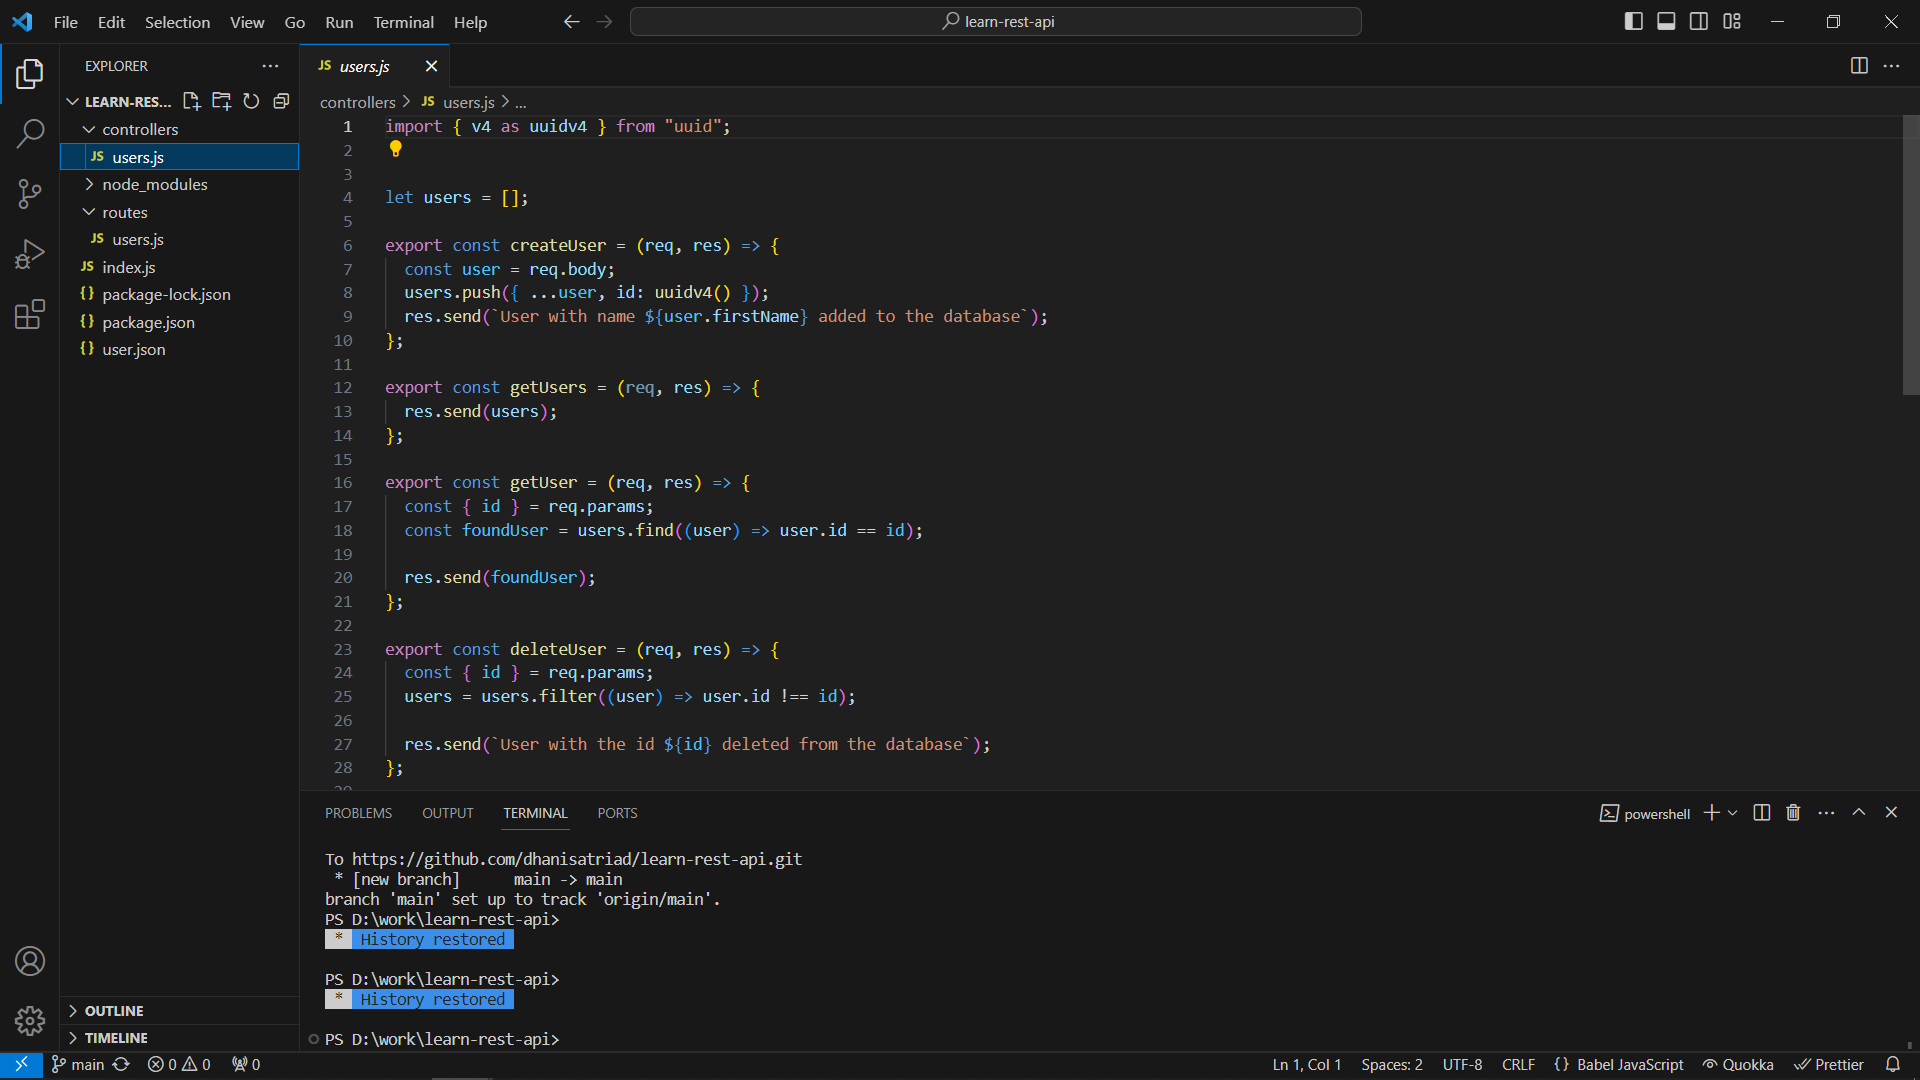 File Edit Selection View Go Run Terminal Help
learn-rest-api
EXPLORER
LEARN-RES...
controllers
JS users.js
node_modules
routes
JS users.js
JS index.js
{} package-lock.json
{} package.json
{} user.json
OUTLINE
TIMELINE
JS users.js
controllers > JS users.js > ...
1 import { v4 as uuidv4 } from "uuid";
2
3
4 let users = [];
5
6 export const createUser = (req, res) => {
7 const user = req.body;
8 users.push({ ...user, id: uuidv4() });
9 res.send(`User with name ${user.firstName} added to the database`);
10 };
11
12 export const getUsers = (req, res) => {
13 res.send(users);
14 };
15
16 export const getUser = (req, res) => {
17 const { id } = req.params;
18 const foundUser = users.find((user) => user.id == id);
19
20 res.send(foundUser);
21 };
22
23 export const deleteUser = (req, res) => {
24 const { id } = req.params;
25 users = users.filter((user) => user.id !== id);
26
27 res.send(`User with the id ${id} deleted from the database`);
28 };
PROBLEMS OUTPUT TERMINAL PORTS
powershell
To https://github.com/dhanisatriad/learn-rest-api.git
* [new branch] main -> main
branch 'main' set up to track 'origin/main'.
PS D:\work\learn-rest-api>
* History restored
PS D:\work\learn-rest-api>
* History restored
PS D:\work\learn-rest-api>
main 0 0 0 Ln 1, Col 1 Spaces: 2 UTF-8 CRLF {} Babel JavaScript Quokka Prettier